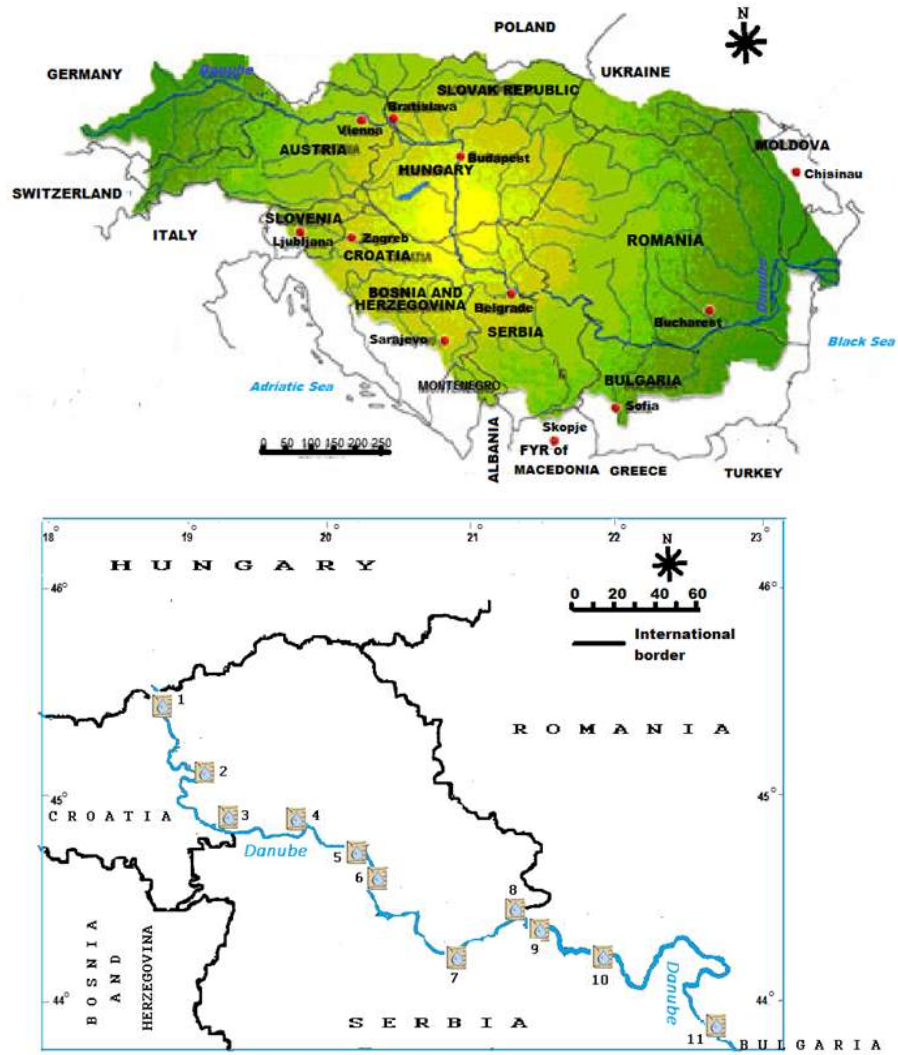 POLAND
N
GERMANY
Danube
UKRAINE
SLOVAK REPUBLIC
Bratislava
Vienna
AUSTRIA
Budapest
HUNGARY
MOLDOVA
Chisinau
SWITZERLAND
ITALY
SLOVENIA
Ljubljana
Zagreb
CROATIA
ROMANIA
BOSNIA AND
HERZEGOVINA
Belgrade
SERBIA
Danube
Bucharest
Sarajevo
Black Sea
Adriatic Sea
MONTENEGRO
BULGARIA
Sofia
Skopje
ALBANIA
FYR of
MACEDONIA
GREECE
TURKEY
0 50 100 150 200 250
18° 19° 20° 21° 22° 23°
HUNGARY
N
46° 46°
0 20 40 60
International
border
1
ROMANIA
2
45° 45°
CROATIA
3
4
Danube
5
6
8
9
7
10
BOSNIA
AND
HERZEGOVINA
Danube
44° 44°
SERBIA
11
BULGARIA